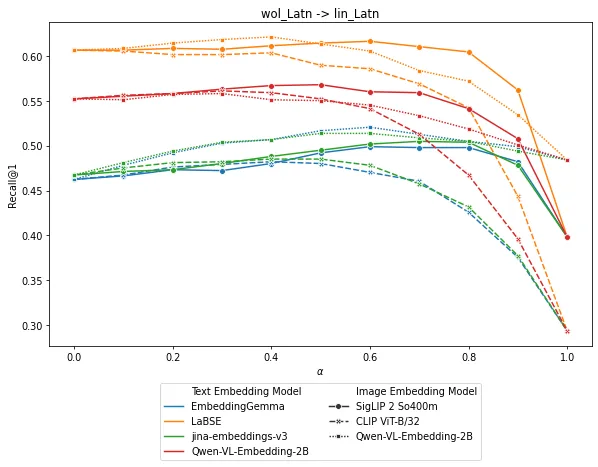 wol_Latn -> lin_Latn
Recall@1
0.60
0.55
0.50
0.45
0.40
0.35
0.30
0.0 0.2 0.4 0.6 0.8 1.0
α
Text Embedding Model Image Embedding Model
EmbeddingGemma SigLIP 2 So400m
LaBSE CLIP ViT-B/32
jina-embeddings-v3 Qwen-VL-Embedding-2B
Qwen-VL-Embedding-2B